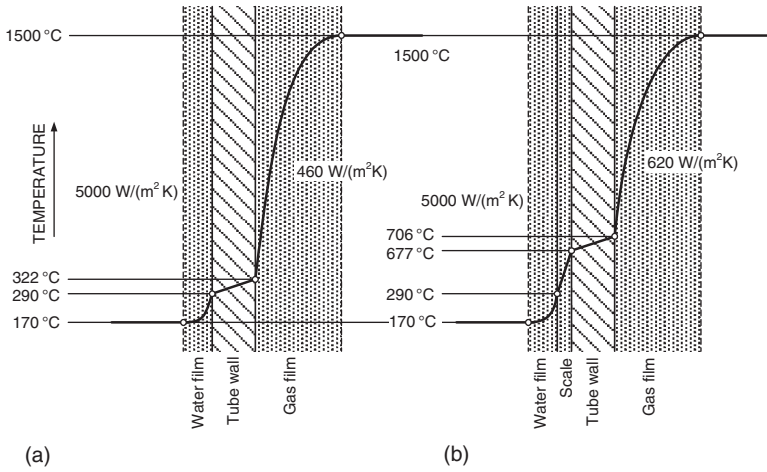 1500 °C
TEMPERATURE
5000 W/(m² K)
460 W/(m²K)
322 °C
290 °C
170 °C
Water film
Tube wall
Gas film
(a)
1500 °C
5000 W/(m² K)
620 W/(m²K)
706 °C
677 °C
290 °C
170 °C
Water film
Scale
Tube wall
Gas film
(b)